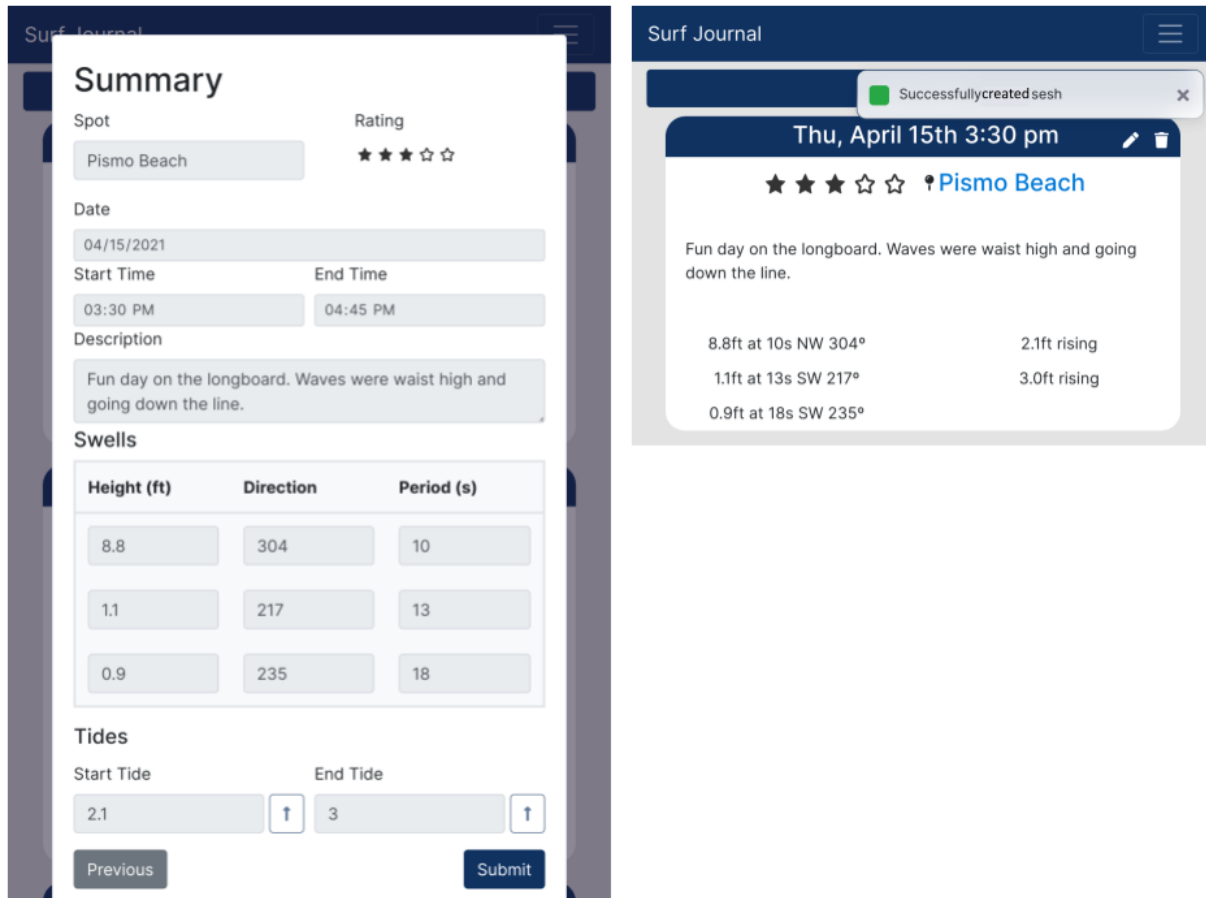 Surf Journal
Summary
Spot
Rating
Pismo Beach
Date
04/15/2021
Start Time
End Time
03:30 PM
04:45 PM
Description
Fun day on the longboard. Waves were waist high and
going down the line.
Swells
Height (ft)
Direction
Period (s)
8.8
304
10
1.1
217
13
0.9
235
18
Tides
Start Tide
End Tide
2.1
↑
3
↑
Previous
Submit
Surf Journal
Successfully created sesh
Thu, April 15th 3:30 pm
Pismo Beach
Fun day on the longboard. Waves were waist high and going
down the line.
8.8ft at 10s NW 304º
2.1ft rising
1.1ft at 13s SW 217º
3.0ft rising
0.9ft at 18s SW 235º